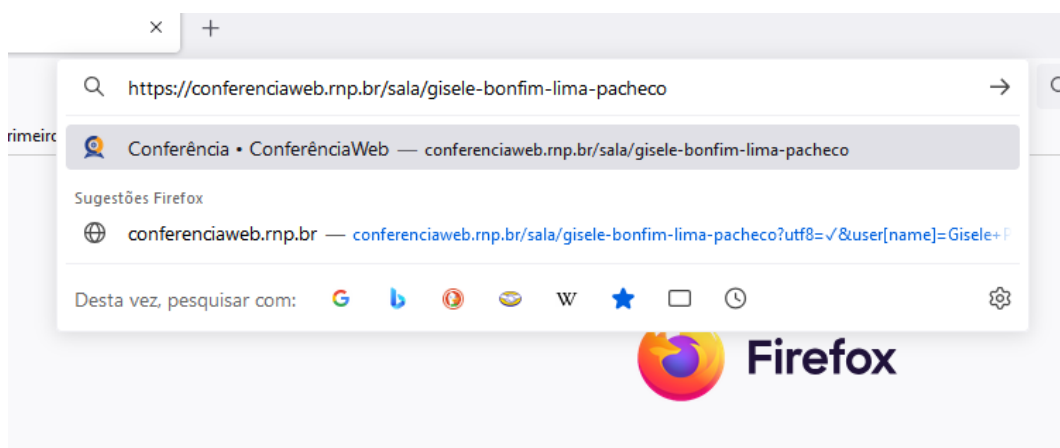 https://conferenciaweb.rnp.br/sala/gisele-bonfim-lima-pacheco
rimeiro
Conferência • ConferênciaWeb — conferenciaweb.rnp.br/sala/gisele-bonfim-lima-pacheco
Sugestões Firefox
conferenciaweb.rnp.br — conferenciaweb.rnp.br/sala/gisele-bonfim-lima-pacheco?utf8=✓&user[name]=Gisele+
Desta vez, pesquisar com:
W
Firefox